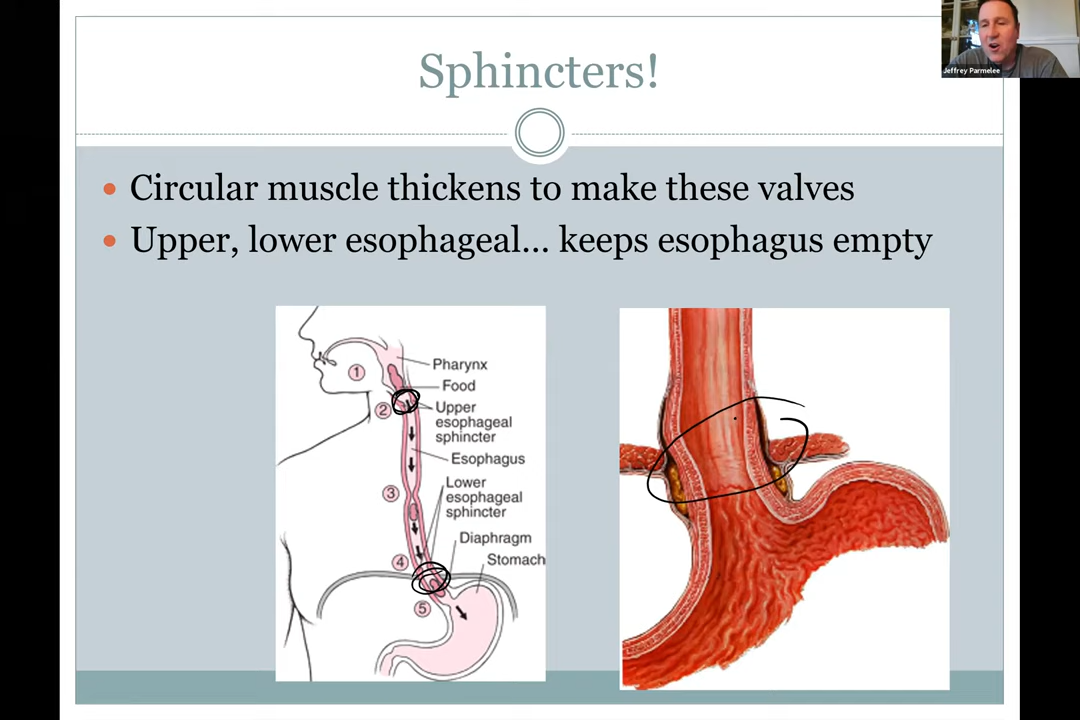 Jeffrey Parmelee
Sphincters!
• Circular muscle thickens to make these valves
• Upper, lower esophageal... keeps esophagus empty
Pharynx
1
Food
2
Upper
esophageal
sphincter
Esophagus
3
Lower
esophageal
sphincter
Diaphragm
4
Stomach
5